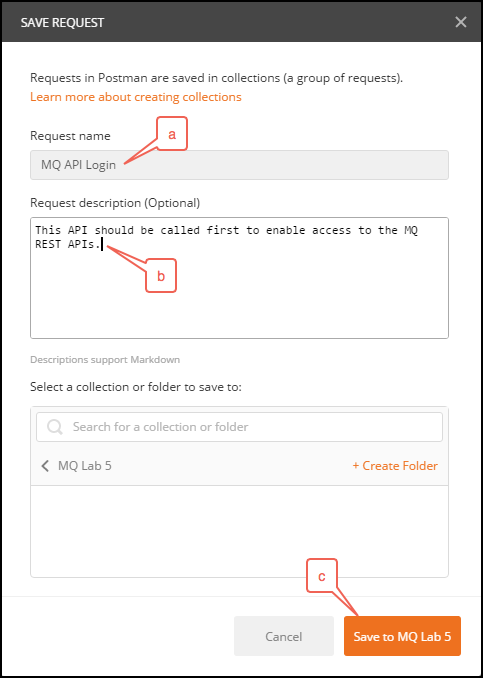 SAVE REQUEST
Requests in Postman are saved in collections (a group of requests).
Learn more about creating collections
Request name
a
MQ API Login
Request description (Optional)
This API should be called first to enable access to the MQ
REST APIs.
b
Descriptions support Markdown
Select a collection or folder to save to:
Search for a collection or folder
MQ Lab 5 + Create Folder
c
Cancel Save to MQ Lab 5